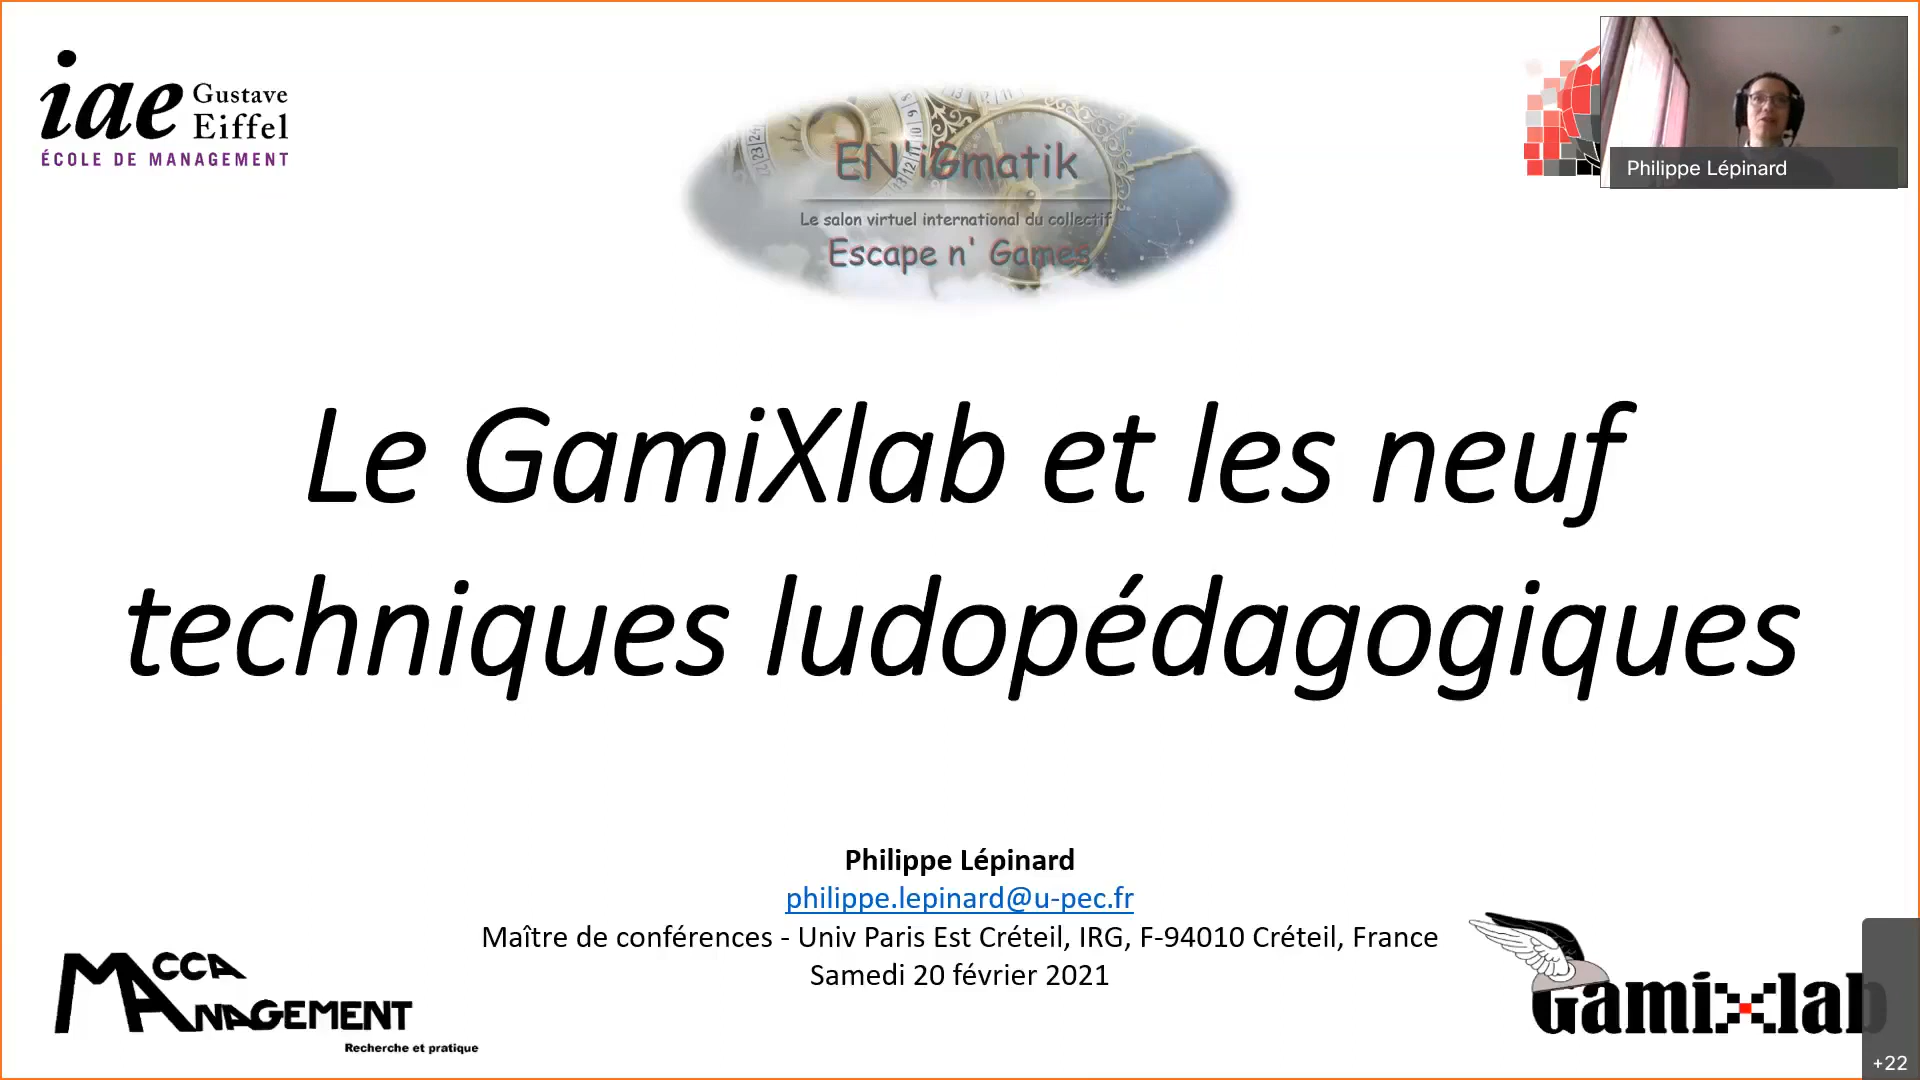 iae Gustave
Eiffel
ÉCOLE DE MANAGEMENT
EN'iGmatik
Le salon virtuel international du collectif
Escape n' Games
Philippe Lépinard
Le GamiXlab et les neuf
techniques ludopédagogiques
Philippe Lépinard
philippe.lepinard@u-pec.fr
Maître de conférences - Univ Paris Est Créteil, IRG, F-94010 Créteil, France
Samedi 20 février 2021
MACCA
MANAGEMENT
Recherche et pratique
Gamixlab
+22